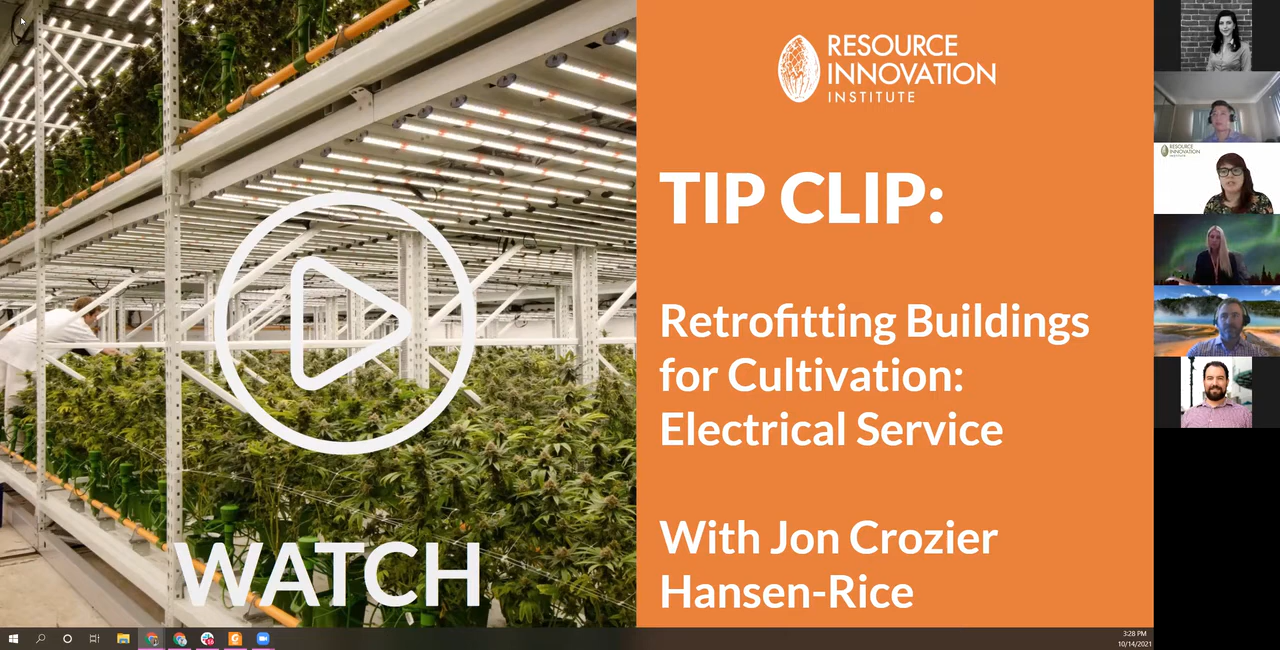 RESOURCE
INNOVATION
INSTITUTE
TIP CLIP:
Retrofitting Buildings
for Cultivation:
Electrical Service
With Jon Crozier
Hansen-Rice
WATCH
RESOURCE
INNOVATION
INSTITUTE
3:28 PM
10/14/2021